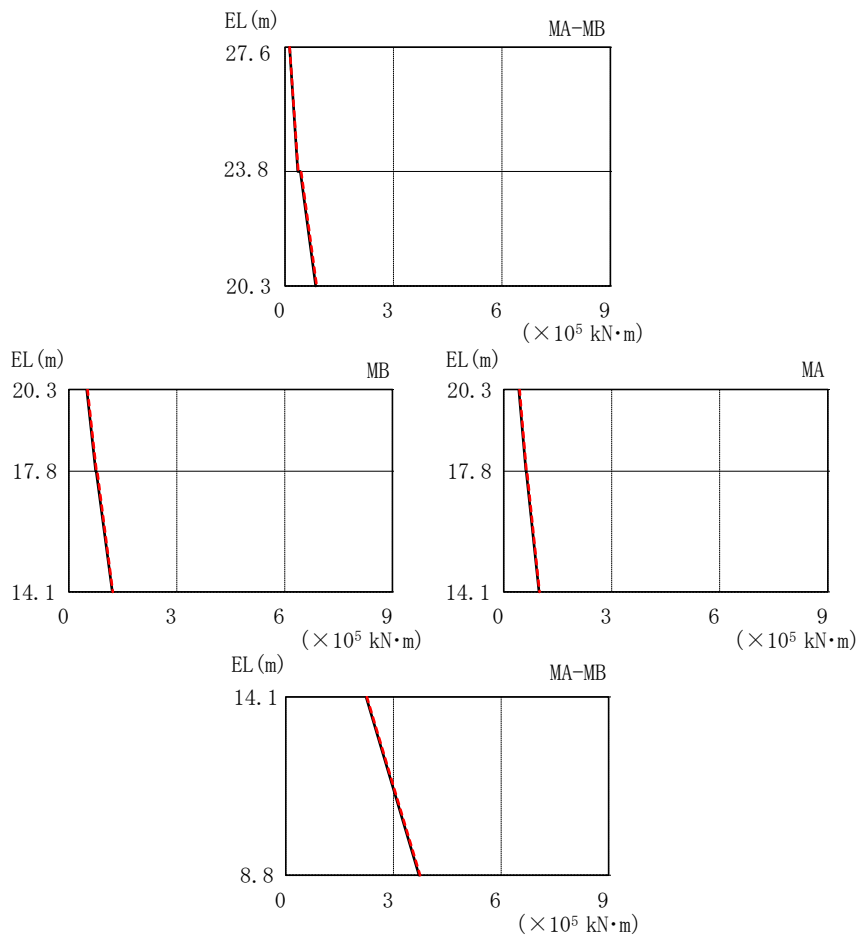 EL(m)
MA-MB
27.6
23.8
20.3
0 3 6 9
(×10⁵ kN·m)
EL(m)
MB
20.3
17.8
14.1
0 3 6 9
(×10⁵ kN·m)
EL(m)
MA
20.3
17.8
14.1
0 3 6 9
(×10⁵ kN·m)
EL(m)
MA-MB
14.1
8.8
0 3 6 9
(×10⁵ kN·m)